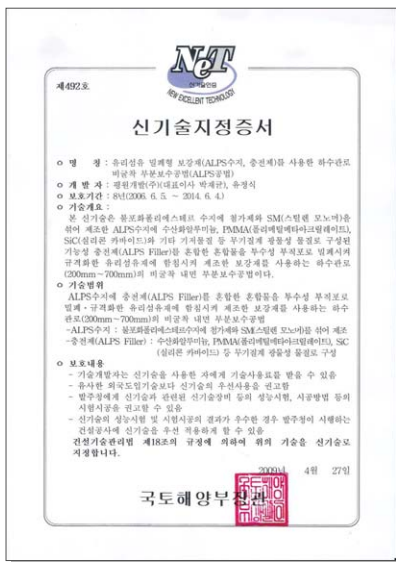 NeT
신기술인증
NEW EXCELLENT TECHNOLOGY
제492호
신기술지정증서
o 명 칭 : 유리섬유 밀폐형 보강재(ALPS수지, 충전제)를 사용한 하수관로
비굴착 부분보수공법(ALPS공법)
o 개 발 자 : 평원개발(주)(대표이사 박재균), 유정식
o 보호기간 : 8년(2006. 6. 5. ~ 2014. 6. 4.)
o 기술개요 :
본 신기술은 불포화폴리에스테르 수지에 첨가제와 SM(스틸렌 모노머)을
섞어 제조한 ALPS수지에 수산화알루미늄, PMMA(폴리메틸메타아크릴레이트),
SiC(실리콘 카바이드)와 기타 기저물질 등 무기질계 광물성 물질로 구성된
기능성 충전제(ALPS Filler)를 혼합한 혼합물을 투수성 부직포로 밀폐시켜
규격화한 유리섬유재에 함침시켜 제조한 보강재를 사용하는 하수관로
(200mm~700mm)의 비굴착 내면 부분보수공법이다.
o 기술범위
ALPS수지에 충전제(ALPS Filler)를 혼합한 혼합물을 투수성 부직포로
밀폐·규격화한 유리섬유재에 함침시켜 제조한 보강재를 사용하는 하수
관로(200mm~700mm)의 비굴착 내면 부분보수공법
-ALPS수지 : 불포화폴리에스테르수지에 첨가제와 SM(스틸렌 모노머)를 섞어 제조
-충전제(ALPS Filler) : 수산화알루미늄, PMMA(폴리메틸메타아크릴레이트), SiC
(실리콘 카바이드) 등 무기질계 광물성 물질로 구성
o 보호내용
- 기술개발자는 신기술을 사용한 자에게 기술사용료를 받을 수 있음
- 유사한 외국도입기술보다 신기술의 우선사용을 권고함
- 발주청에게 신기술과 관련된 신기술장비 등의 성능시험, 시공방법 등의
시험시공을 권고할 수 있음
- 신기술의 성능시험 및 시험시공의 결과가 우수한 경우 발주청이 시행하는
건설공사에 신기술을 우선 적용하게 할 수 있음
건설기술관리법 제18조의 규정에 의하여 위의 기술을 신기술로
지정합니다.
2009년 4월 27일
국토해양부장관